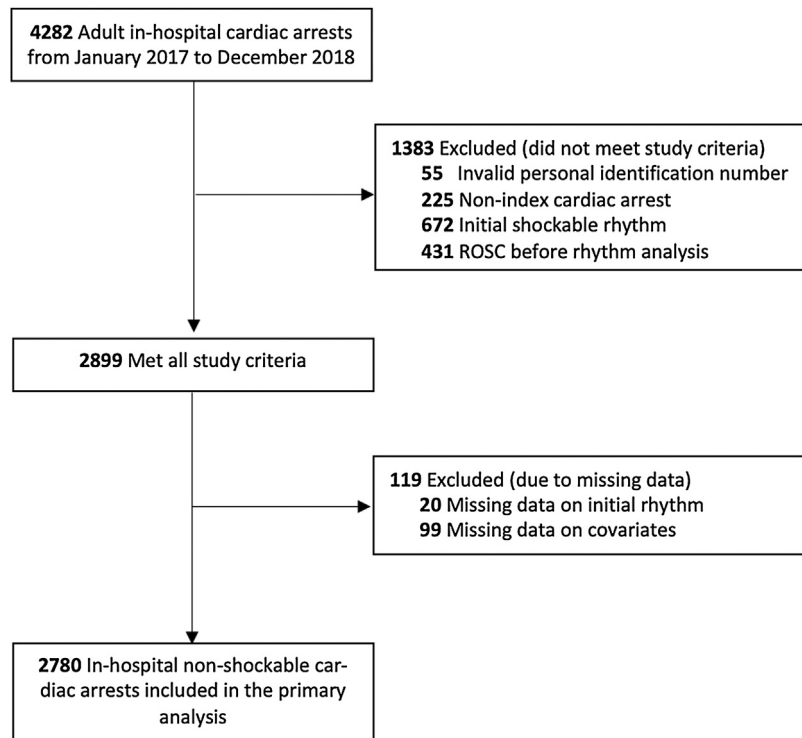 4282 Adult in-hospital cardiac arrests
from January 2017 to December 2018
1383 Excluded (did not meet study criteria)
55 Invalid personal identification number
225 Non-index cardiac arrest
672 Initial shockable rhythm
431 ROSC before rhythm analysis
2899 Met all study criteria
119 Excluded (due to missing data)
20 Missing data on initial rhythm
99 Missing data on covariates
2780 In-hospital non-shockable car-
diac arrests included in the primary
analysis